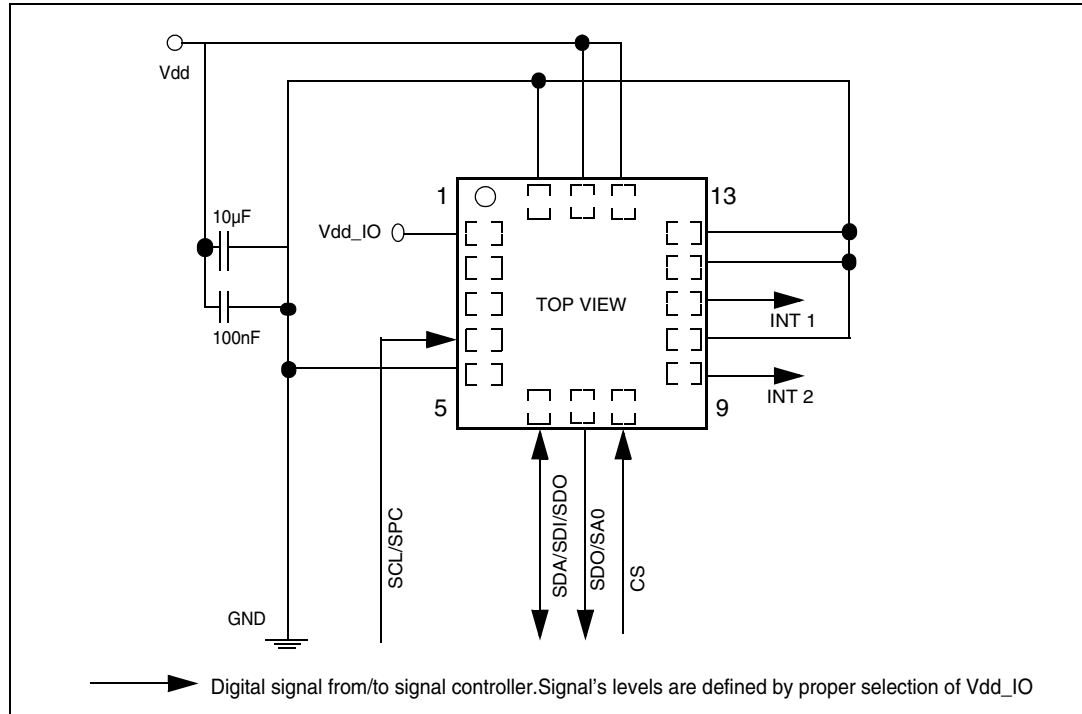 Vdd
1
13
10µF
Vdd_IO
TOP VIEW
INT 1
100nF
INT 2
5
9
SCL/SPC
SDA/SDI/SDO
SDO/SA0
CS
GND
Digital signal from/to signal controller.Signal's levels are defined by proper selection of Vdd_IO